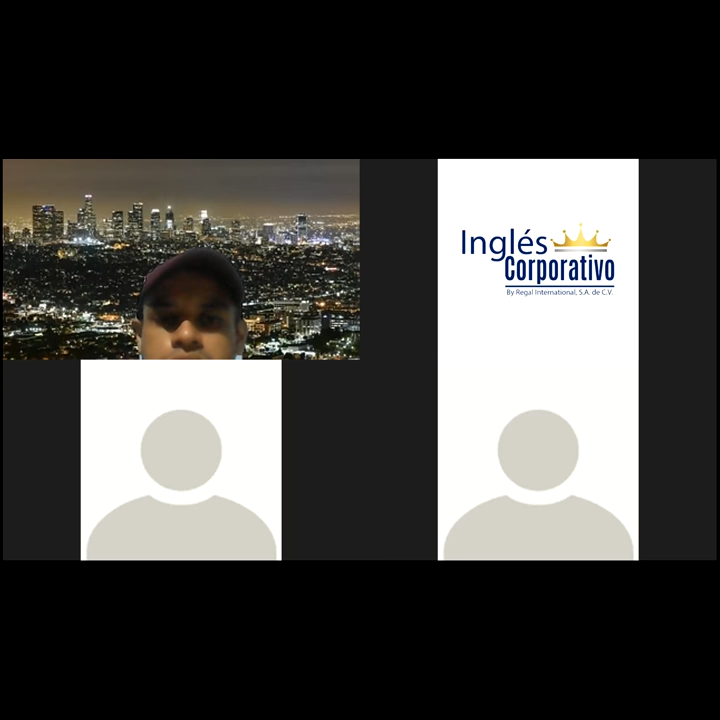 Inglés
Corporativo
By Regal International, S.A. de C.V.